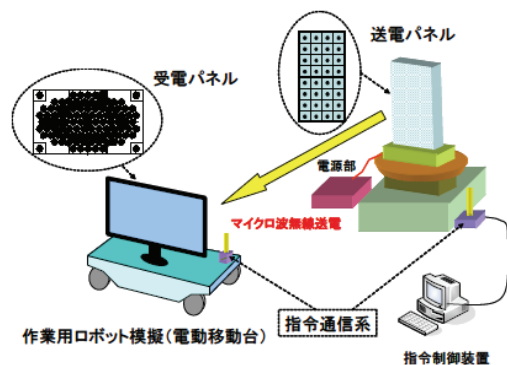 送電パネル
受電パネル
電源部
マイクロ波無線送電
指令通信系
作業用ロボット模擬(電動移動台)
指令制御装置